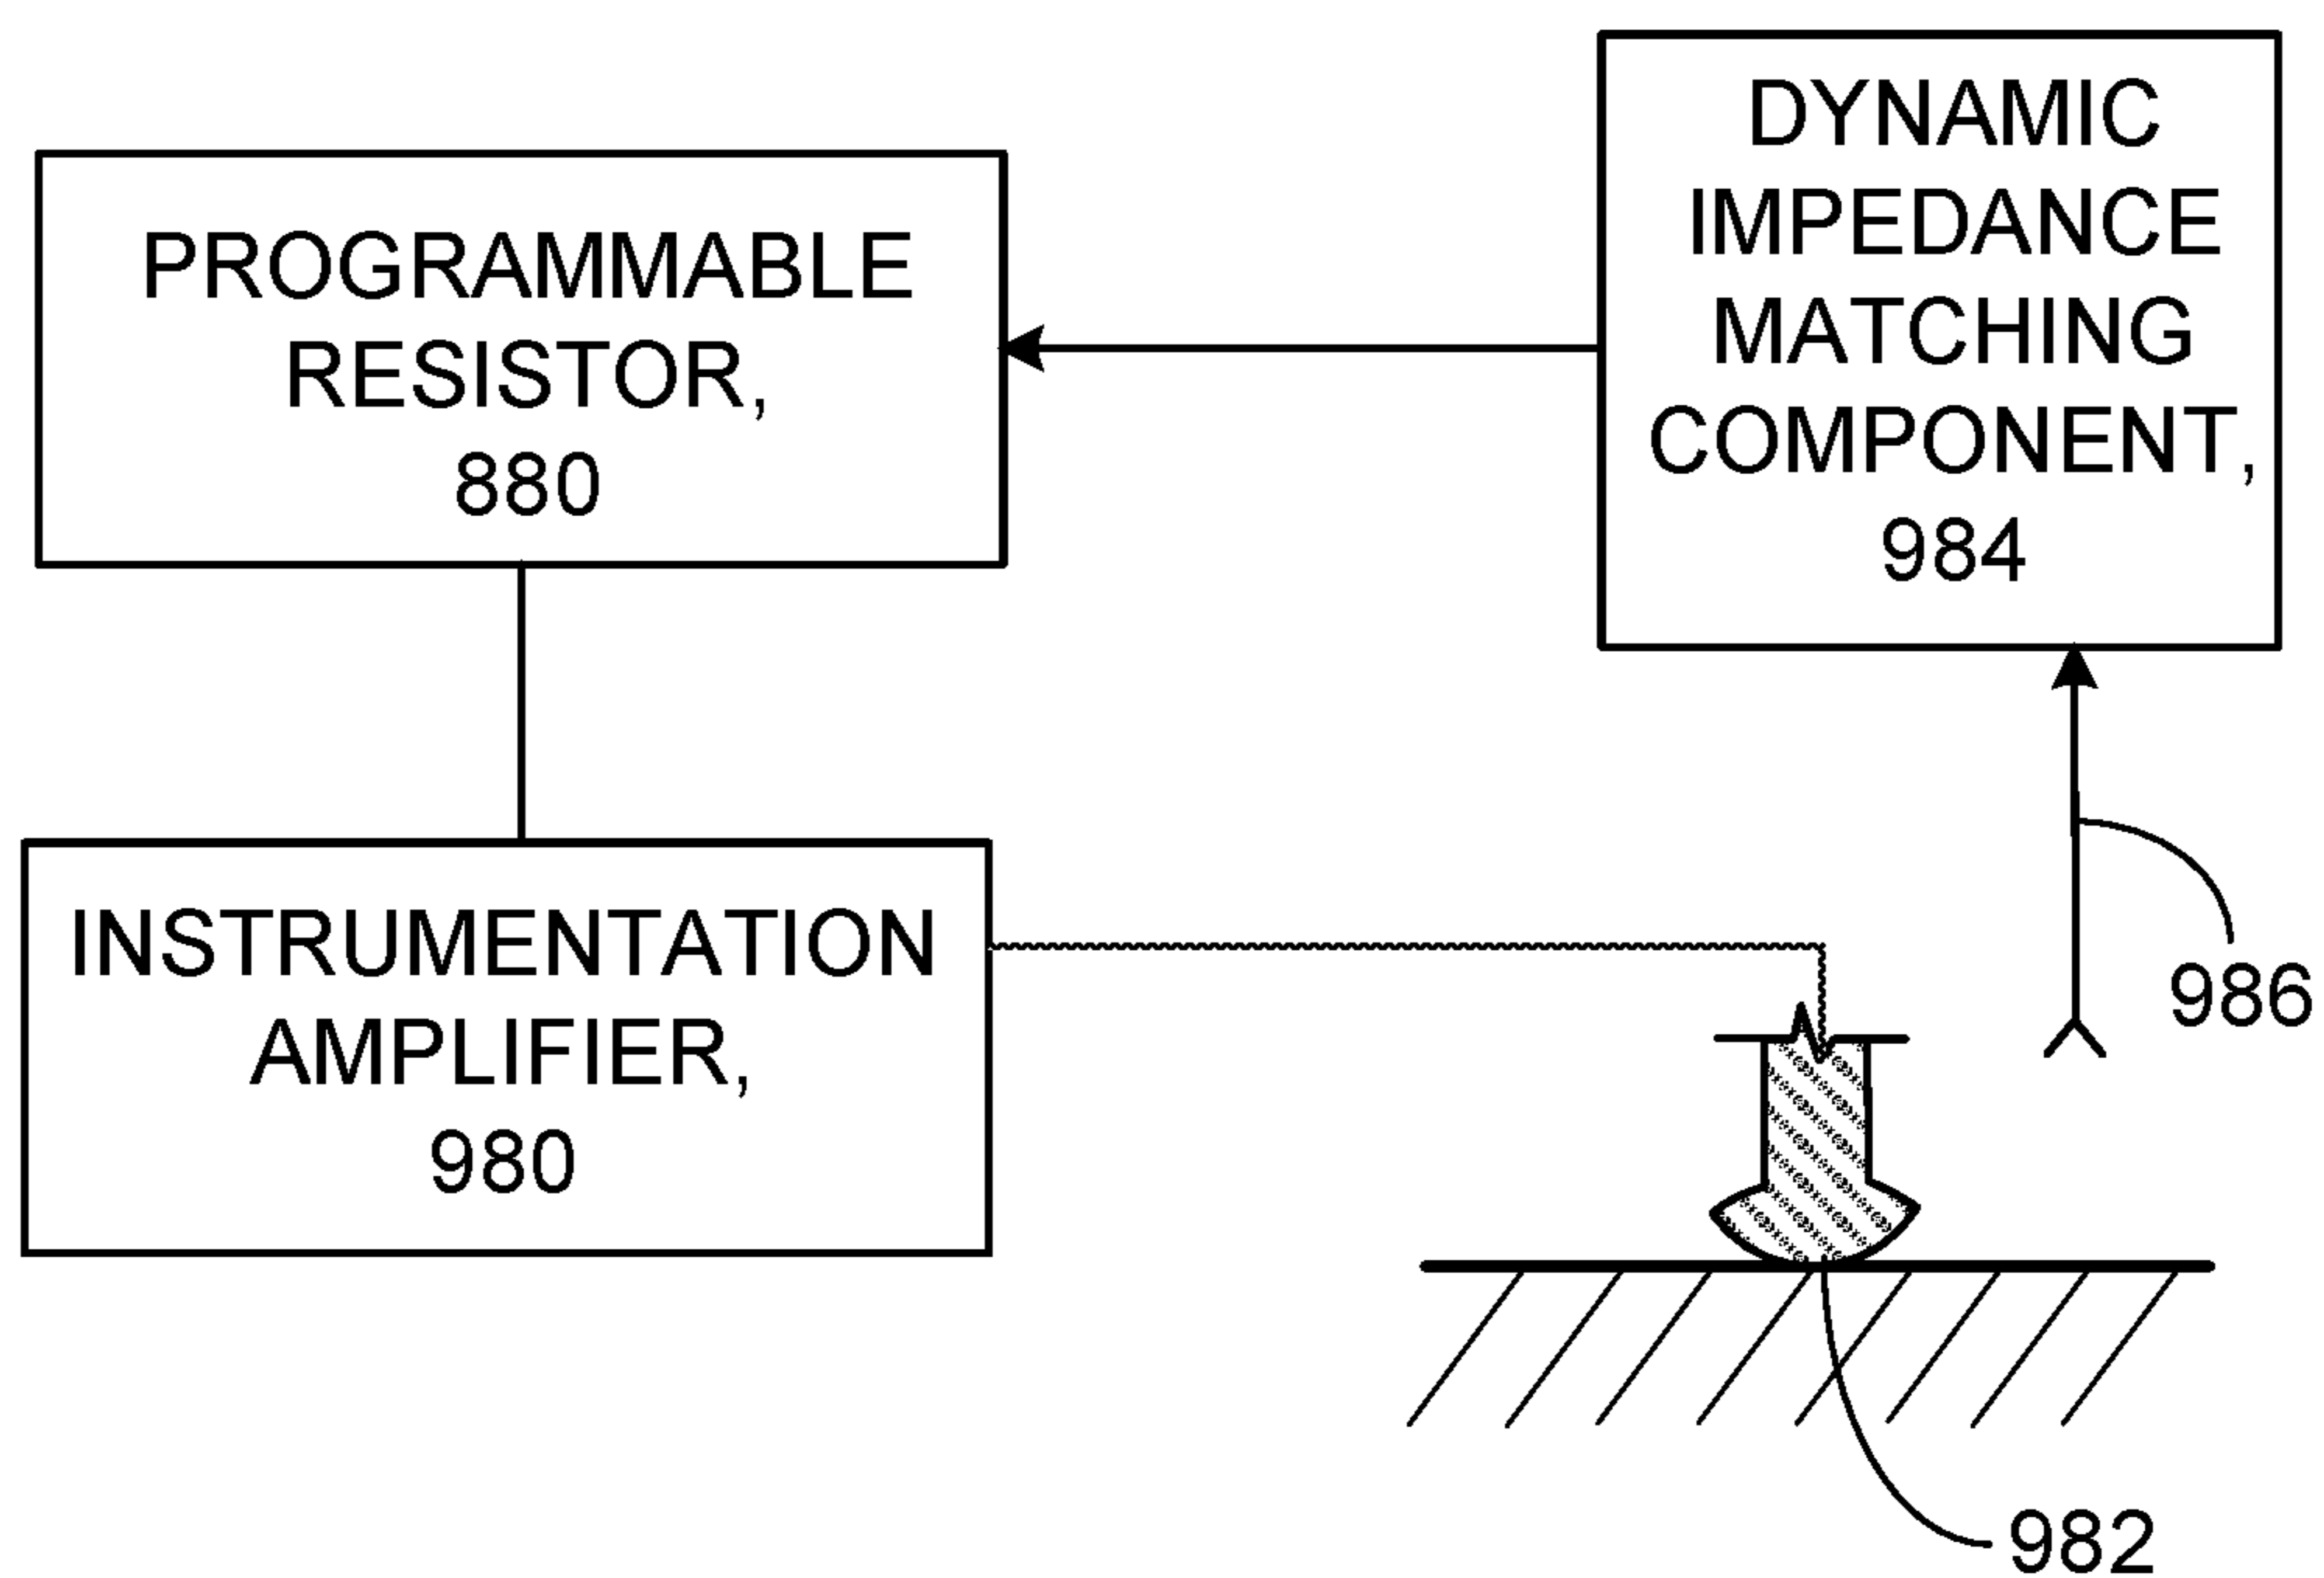 PROGRAMMABLE
RESISTOR,
880
DYNAMIC
IMPEDANCE
MATCHING
COMPONENT,
984
INSTRUMENTATION
AMPLIFIER,
980
986
982